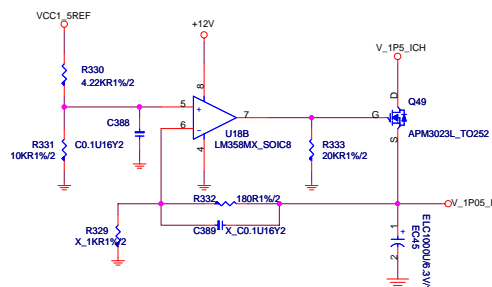 VCC1_5REF
+12V
V_1P5_ICH
R330
4.22KR1%/2
Q49
8
D
5
+
7
G
C388
6
–
U18B
LM358MX_SOIC8
S
APM3023L_TO252
R331
10KR1%/2
C0.1U16Y2
4
R333
20KR1%/2
R332
180R1%/2
V_1P05_I
R329
X_1KR1%/2
C389
X_C0.1U16Y2
1
+
2
EC45
ELC1000U/6.3V/